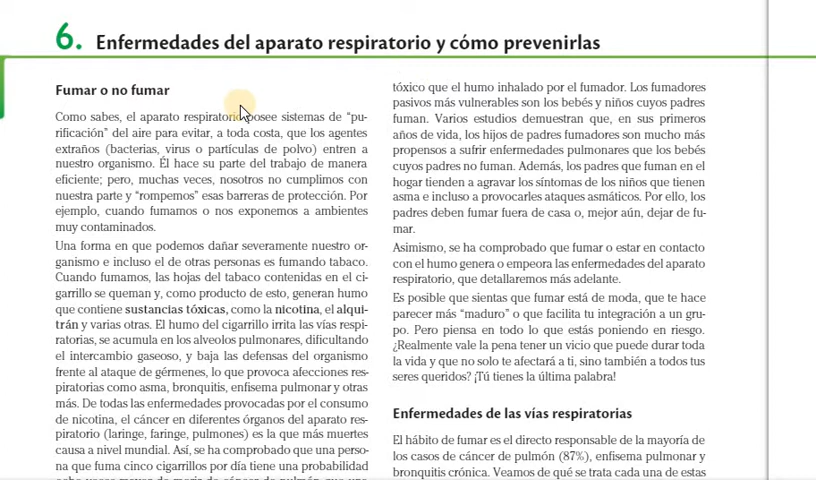 6. Enfermedades del aparato respiratorio y cómo prevenirlas
Fumar o no fumar
Como sabes, el aparato respiratorio posee sistemas de “pu-
rificación” del aire para evitar, a toda costa, que los agentes
extraños (bacterias, virus o partículas de polvo) entren a
nuestro organismo. Él hace su parte del trabajo de manera
eficiente; pero, muchas veces, nosotros no cumplimos con
nuestra parte y “rompemos” esas barreras de protección. Por
ejemplo, cuando fumamos o nos exponemos a ambientes
muy contaminados.
Una forma en que podemos dañar severamente nuestro or-
ganismo e incluso el de otras personas es fumando tabaco.
Cuando fumamos, las hojas del tabaco contenidas en el ci-
garrillo se queman y, como producto de esto, generan humo
que contiene sustancias tóxicas, como la nicotina, el alqui-
trán y varias otras. El humo del cigarrillo irrita las vías respi-
ratorias, se acumula en los alveolos pulmonares, dificultando
el intercambio gaseoso, y baja las defensas del organismo
frente al ataque de gérmenes, lo que provoca afecciones res-
piratorias como asma, bronquitis, enfisema pulmonar y otras
más. De todas las enfermedades provocadas por el consumo
de nicotina, el cáncer en diferentes órganos del aparato res-
piratorio (laringe, faringe, pulmones) es la que más muertes
causa a nivel mundial. Así, se ha comprobado que una perso-
na que fuma cinco cigarrillos por día tiene una probabilidad
tóxico que el humo inhalado por el fumador. Los fumadores
pasivos más vulnerables son los bebés y niños cuyos padres
fuman. Varios estudios demuestran que, en sus primeros
años de vida, los hijos de padres fumadores son mucho más
propensos a sufrir enfermedades pulmonares que los bebés
cuyos padres no fuman. Además, los padres que fuman en el
hogar tienden a agravar los síntomas de los niños que tienen
asma e incluso a provocarles ataques asmáticos. Por ello, los
padres deben fumar fuera de casa o, mejor aún, dejar de fu-
mar.
Asimismo, se ha comprobado que fumar o estar en contacto
con el humo genera o empeora las enfermedades del aparato
respiratorio, que detallaremos más adelante.
Es posible que sientas que fumar está de moda, que te hace
parecer más “maduro” o que facilita tu integración a un gru-
po. Pero piensa en todo lo que estás poniendo en riesgo.
¿Realmente vale la pena tener un vicio que puede durar toda
la vida y que no solo te afectará a ti, sino también a todos tus
seres queridos? ¡Tú tienes la última palabra!
Enfermedades de las vías respiratorias
El hábito de fumar es el directo responsable de la mayoría de
los casos de cáncer de pulmón (87%), enfisema pulmonar y
bronquitis crónica. Veamos de qué se trata cada una de estas